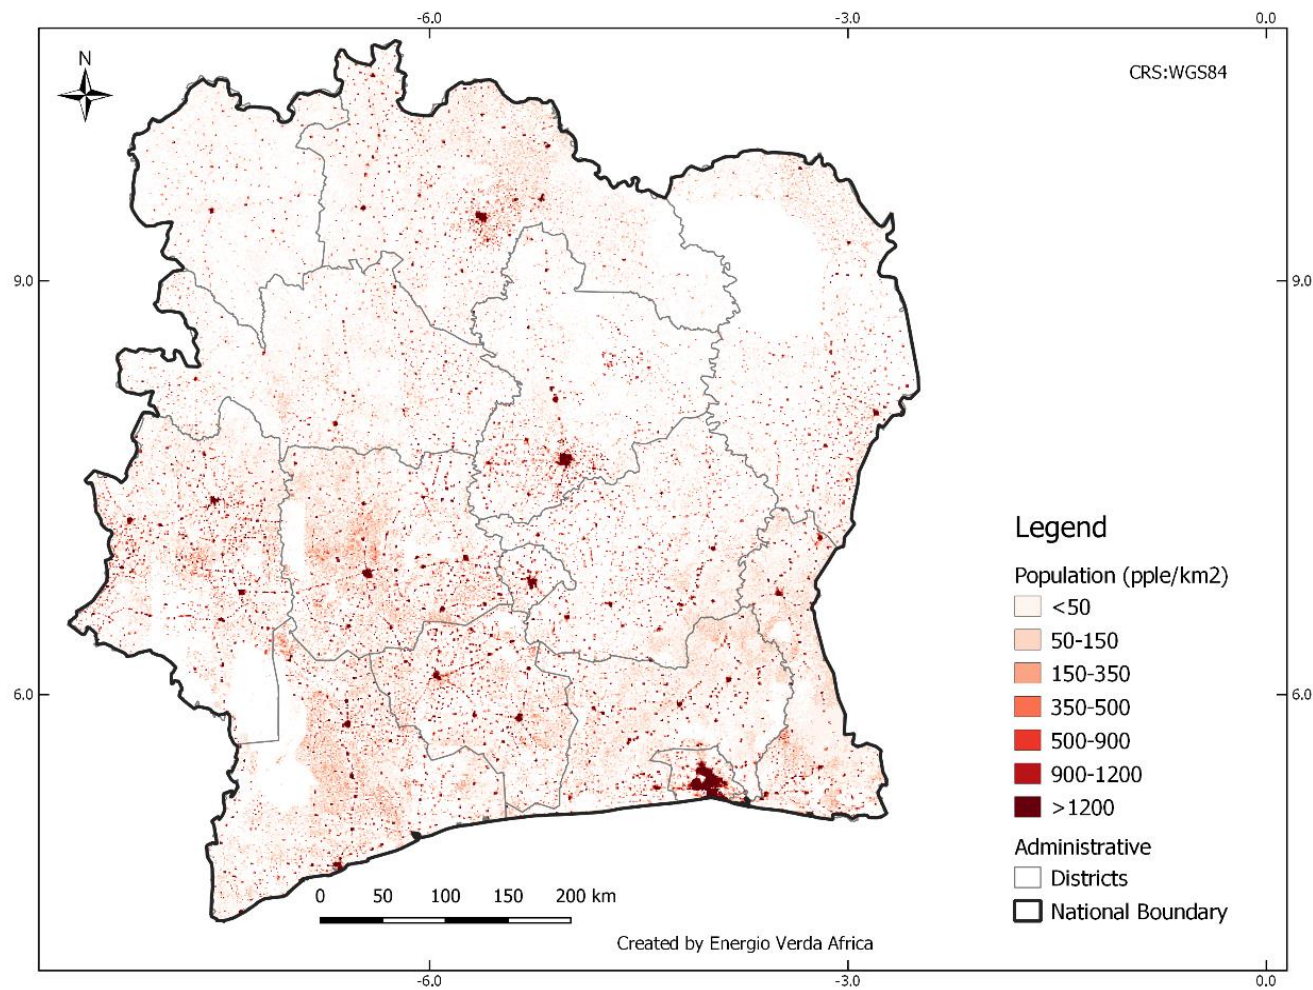 -6.0
-3.0
0.0
N
CRS:WGS84
9.0
9.0
Legend
Population (pple/km2)
<50
50-150
150-350
350-500
500-900
900-1200
>1200
6.0
6.0
Administrative
Districts
National Boundary
0 50 100 150 200 km
Created by Energio Verda Africa
-6.0
-3.0
0.0